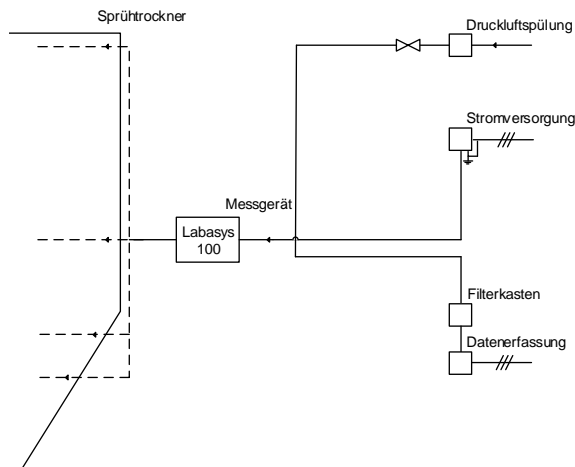 Sprühtrockner
Druckluftspülung
Stromversorgung
Messgerät
Labasys
100
Filterkasten
Datenerfassung